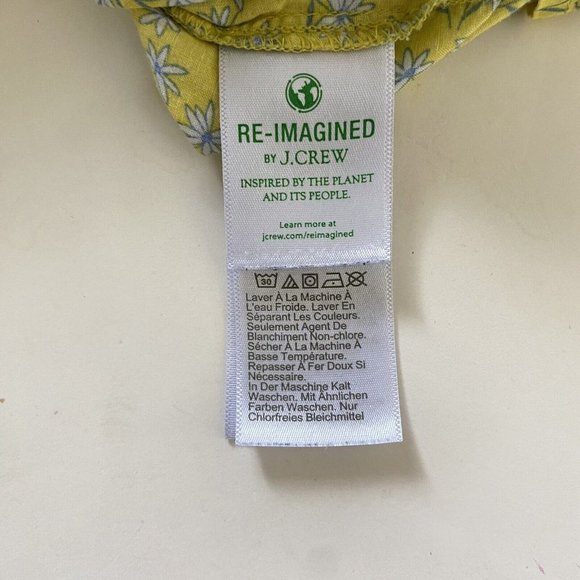 RE-IMAGINED
BY J.CREW
INSPIRED BY THE PLANET
AND ITS PEOPLE.
Learn more at
jcrew.com/reimagined
30
Laver À La Machine À
L'eau Froide. Laver En
Séparant Les Couleurs.
Seulement Agent De
Blanchiment Non-chlore.
Sécher À La Machine À
Basse Température.
Repasser À Fer Doux Si
Nécessaire.
In Der Maschine Kalt
Waschen. Mit Ähnlichen
Farben Waschen. Nur
Chlorfreies Bleichmittel